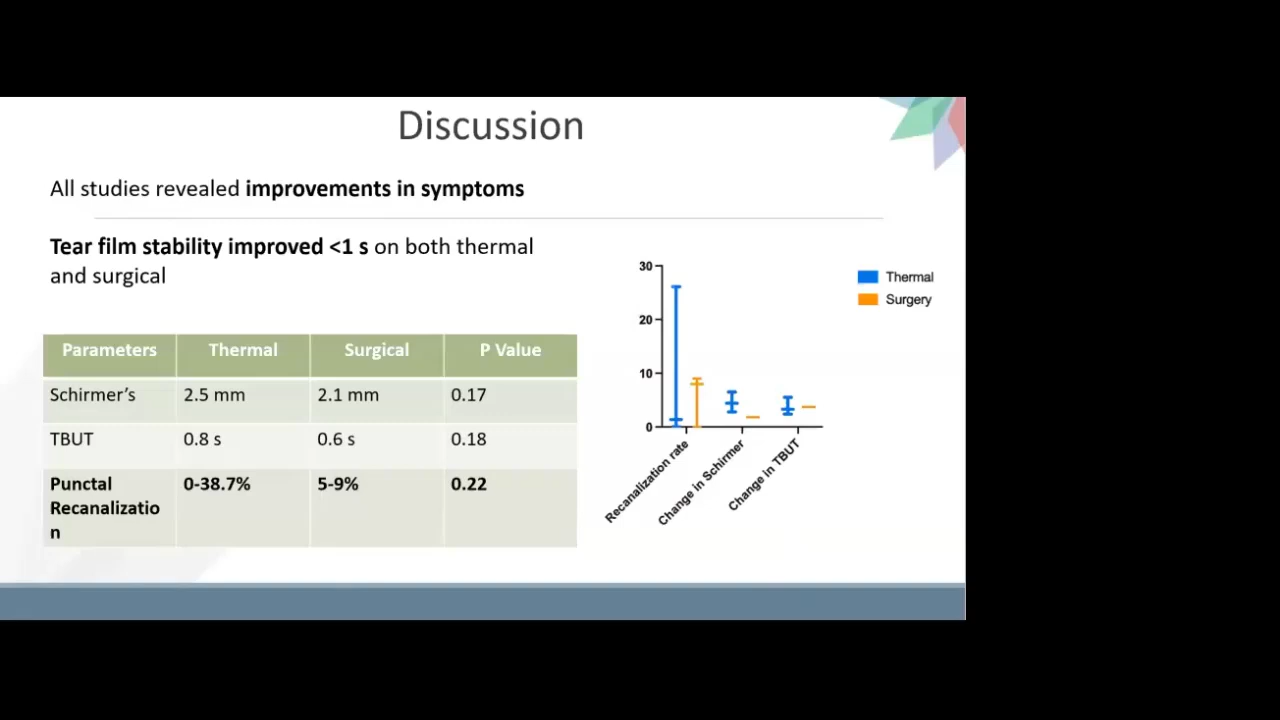 Discussion
All studies revealed improvements in symptoms
Tear film stability improved <1 s on both thermal
and surgical
Parameters Thermal Surgical P Value
Schirmer's 2.5 mm 2.1 mm 0.17
TBUT 0.8 s 0.6 s 0.18
Punctal 0-38.7% 5-9% 0.22
Recanalizatio
n
30
20
10
0
Recanalization rate
Change in Schirmer
Change in TBUT
Thermal
Surgery